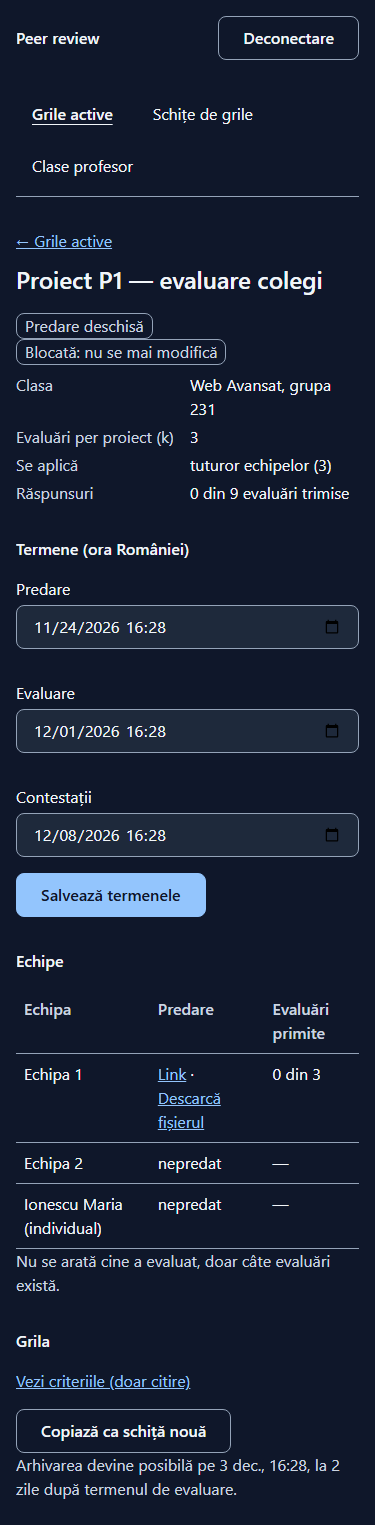 Peer review
Deconectare
Grile active
Schițe de grile
Clase profesor
← Grile active
Proiect P1 — evaluare colegi
Predare deschisă
Blocată: nu se mai modifică
Clasa
Web Avansat, grupa
231
Evaluări per proiect (k)
3
Se aplică
tuturor echipelor (3)
Răspunsuri
0 din 9 evaluări trimise
Termene (ora României)
Predare
11/24/2026 16:28
Evaluare
12/01/2026 16:28
Contestații
12/08/2026 16:28
Salvează termenele
Echipe
Echipa
Predare
Evaluări
primite
Echipa 1
Link ·
Descarcă
fișierul
0 din 3
Echipa 2
nepredat
—
Ionescu Maria
(individual)
nepredat
—
Nu se arată cine a evaluat, doar câte evaluări
există.
Grila
Vezi criteriile (doar citire)
Copiază ca schiță nouă
Arhivarea devine posibilă pe 3 dec., 16:28, la 2
zile după termenul de evaluare.